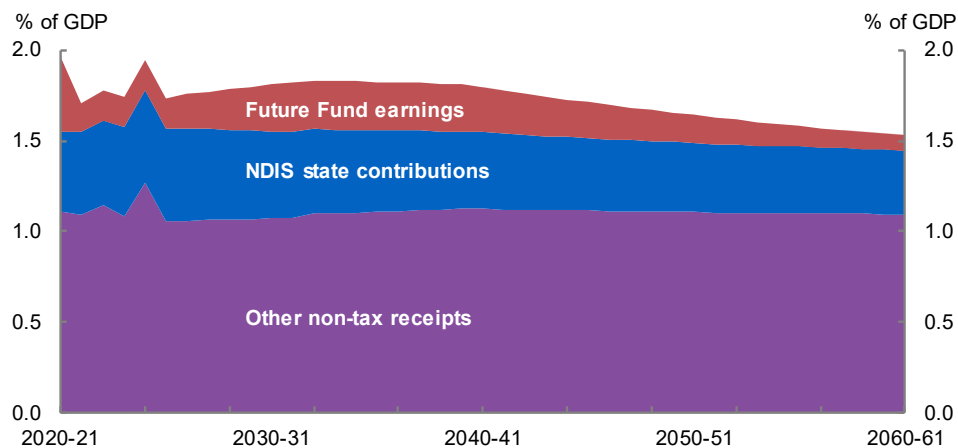 % of GDP % of GDP
2.0 2.0
Future Fund earnings
1.5 1.5
NDIS state contributions
1.0 1.0
Other non-tax receipts
0.5 0.5
0.0 0.0
2020-21 2030-31 2040-41 2050-51 2060-61